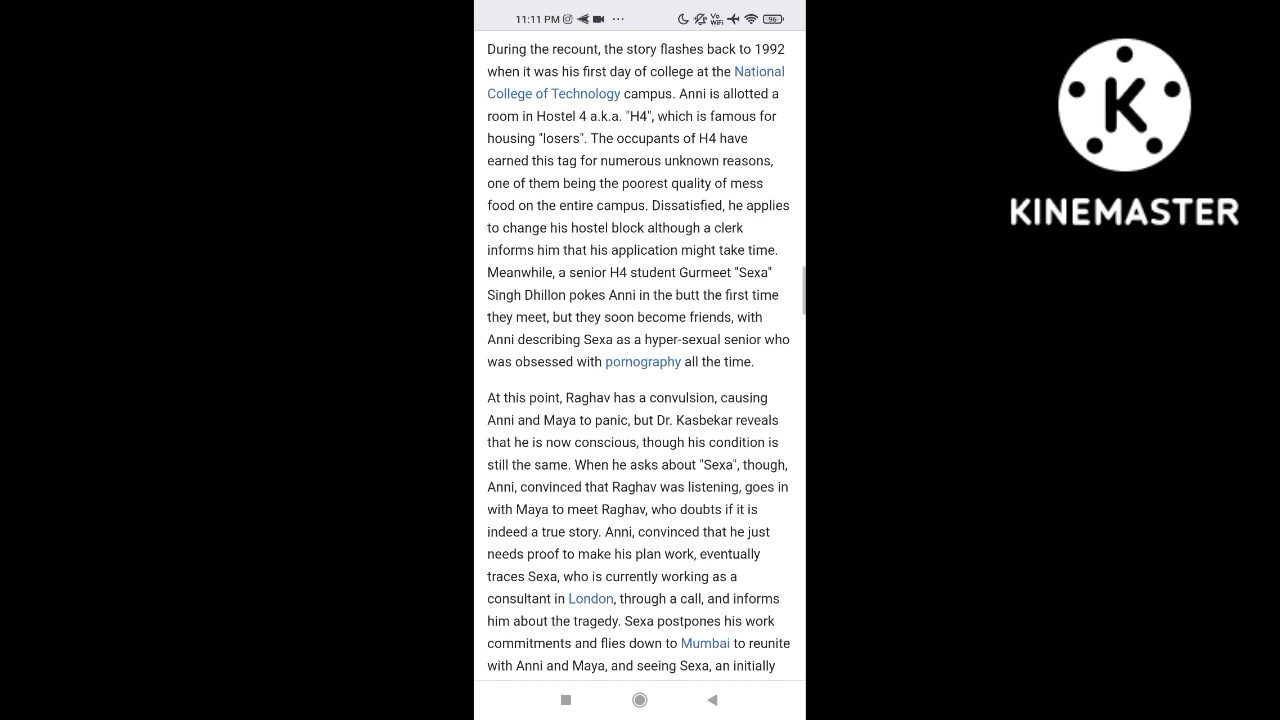 11:11 PM
Vo
WiFi
96
During the recount, the story flashes back to 1992
when it was his first day of college at the National
College of Technology campus. Anni is allotted a
room in Hostel 4 a.k.a. "H4", which is famous for
housing "losers". The occupants of H4 have
earned this tag for numerous unknown reasons,
one of them being the poorest quality of mess
food on the entire campus. Dissatisfied, he applies
to change his hostel block although a clerk
informs him that his application might take time.
Meanwhile, a senior H4 student Gurmeet "Sexa"
Singh Dhillon pokes Anni in the butt the first time
they meet, but they soon become friends, with
Anni describing Sexa as a hyper-sexual senior who
was obsessed with pornography all the time.
At this point, Raghav has a convulsion, causing
Anni and Maya to panic, but Dr. Kasbekar reveals
that he is now conscious, though his condition is
still the same. When he asks about "Sexa", though,
Anni, convinced that Raghav was listening, goes in
with Maya to meet Raghav, who doubts if it is
indeed a true story. Anni, convinced that he just
needs proof to make his plan work, eventually
traces Sexa, who is currently working as a
consultant in London, through a call, and informs
him about the tragedy. Sexa postpones his work
commitments and flies down to Mumbai to reunite
with Anni and Maya, and seeing Sexa, an initially
K
KINEMASTER